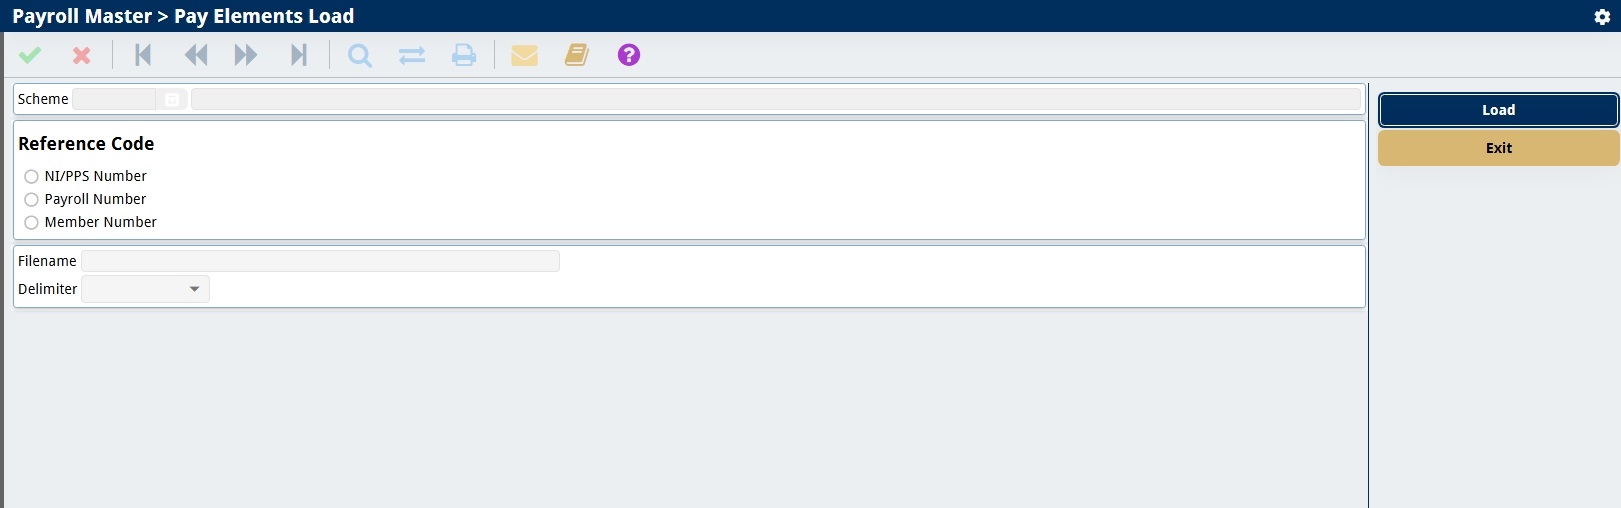 Payroll Master > Pay Elements Load
?
Scheme
Load
Reference Code
Exit
NI/PPS Number
Payroll Number
Member Number
Filename
Delimiter